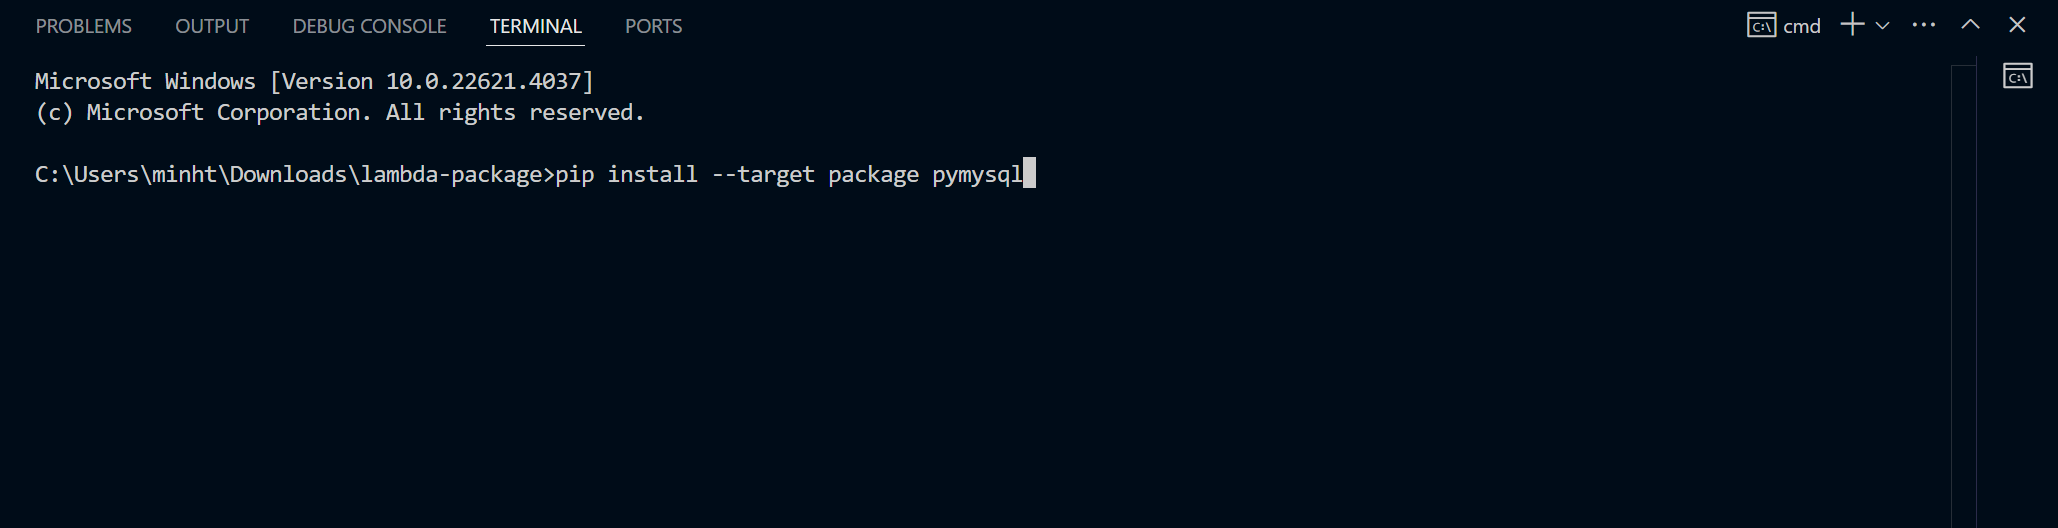 PROBLEMS OUTPUT DEBUG CONSOLE TERMINAL PORTS cmd
Microsoft Windows [Version 10.0.22621.4037]
(c) Microsoft Corporation. All rights reserved.
C:\Users\minht\Downloads\lambda-package>pip install --target package pymysql